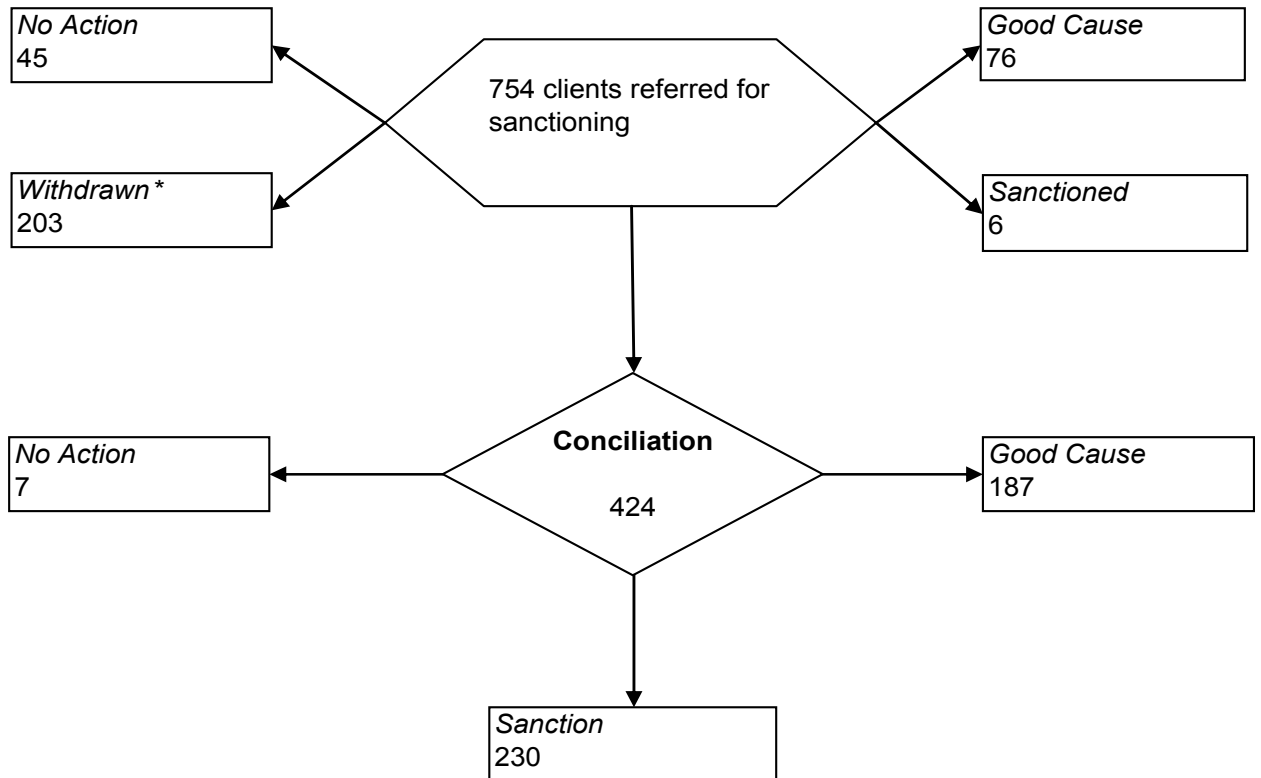 No Action
45
754 clients referred for
sanctioning
Good Cause
76
Withdrawn *
203
Sanctioned
6
No Action
7
Conciliation
424
Good Cause
187
Sanction
230